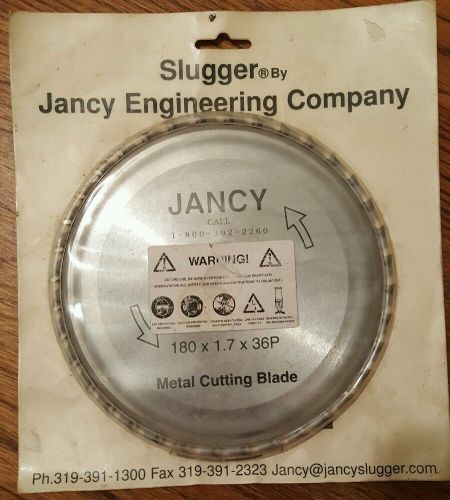 Slugger® By
Jancy Engineering Company
JANCY
CALL
1-800-392-2260
WARNING!
180 x 1.7 x 36P
Metal Cutting Blade
Ph.319-391-1300 Fax 319-391-2323 Jancy@jancyslugger.com